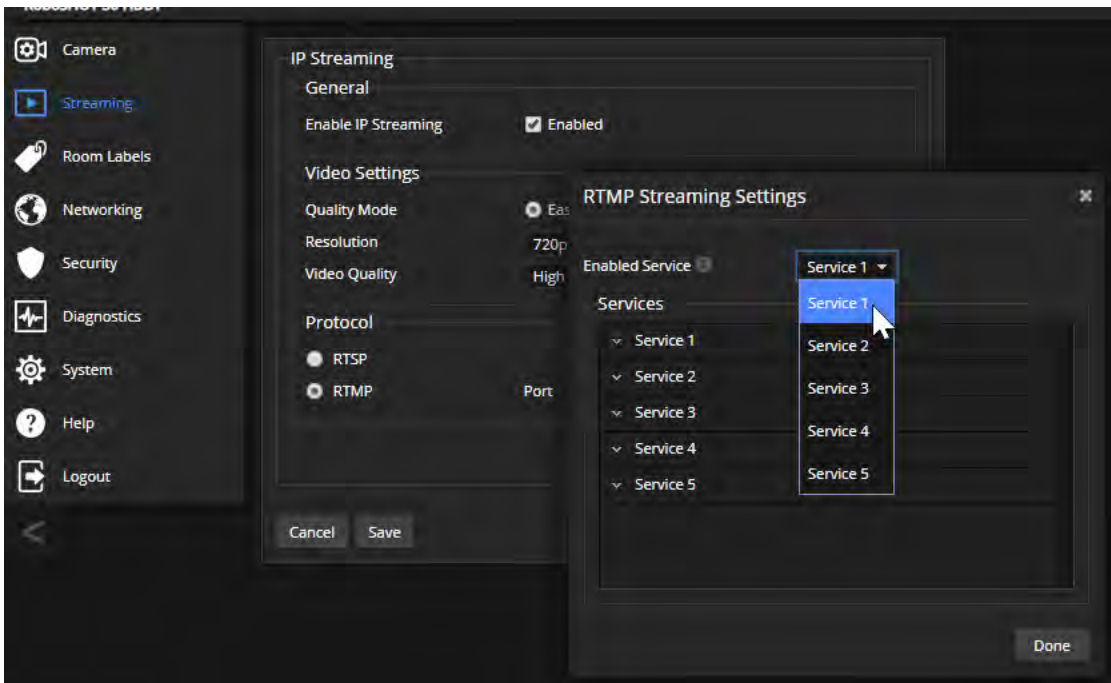 Camera
Streaming
Room Labels
Networking
Security
Diagnostics
System
Help
Logout
IP Streaming
General
Enable IP Streaming Enabled
Video Settings
Quality Mode Eas
Resolution 720p
Video Quality High
Protocol
RTSP
RTMP Port
Cancel Save
RTMP Streaming Settings
Enabled Service Service 1
Services
Service 1
Service 2
Service 3
Service 4
Service 5
Service 1
Service 2
Service 3
Service 4
Service 5
Done